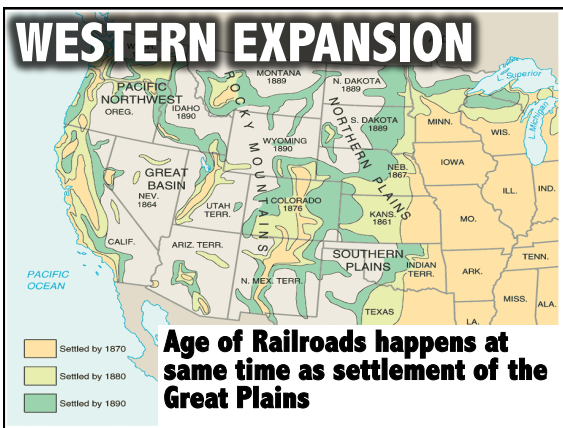 WESTERN EXPANSION
Superior
L. Michigan
PACIFIC
NORTHWEST
OREG.
IDAHO
1890
MONTANA
1889
N. DAKOTA
1889
S. DAKOTA
1889
MINN.
WIS.
ROCKY MOUNTAINS
NORTHERN PLAINS
WYOMING
1890
NEB.
1867
IOWA
ILL.
IND.
GREAT
BASIN
NEV.
1864
UTAH
TERR.
COLORADO
1876
KANS.
1861
MO.
CALIF.
ARIZ. TERR.
N. MEX. TERR.
SOUTHERN
PLAINS
INDIAN
TERR.
ARK.
TENN.
MISS.
ALA.
TEXAS
LA.
PACIFIC
OCEAN
Settled by 1870
Settled by 1880
Settled by 1890
Age of Railroads happens at
same time as settlement of the
Great Plains